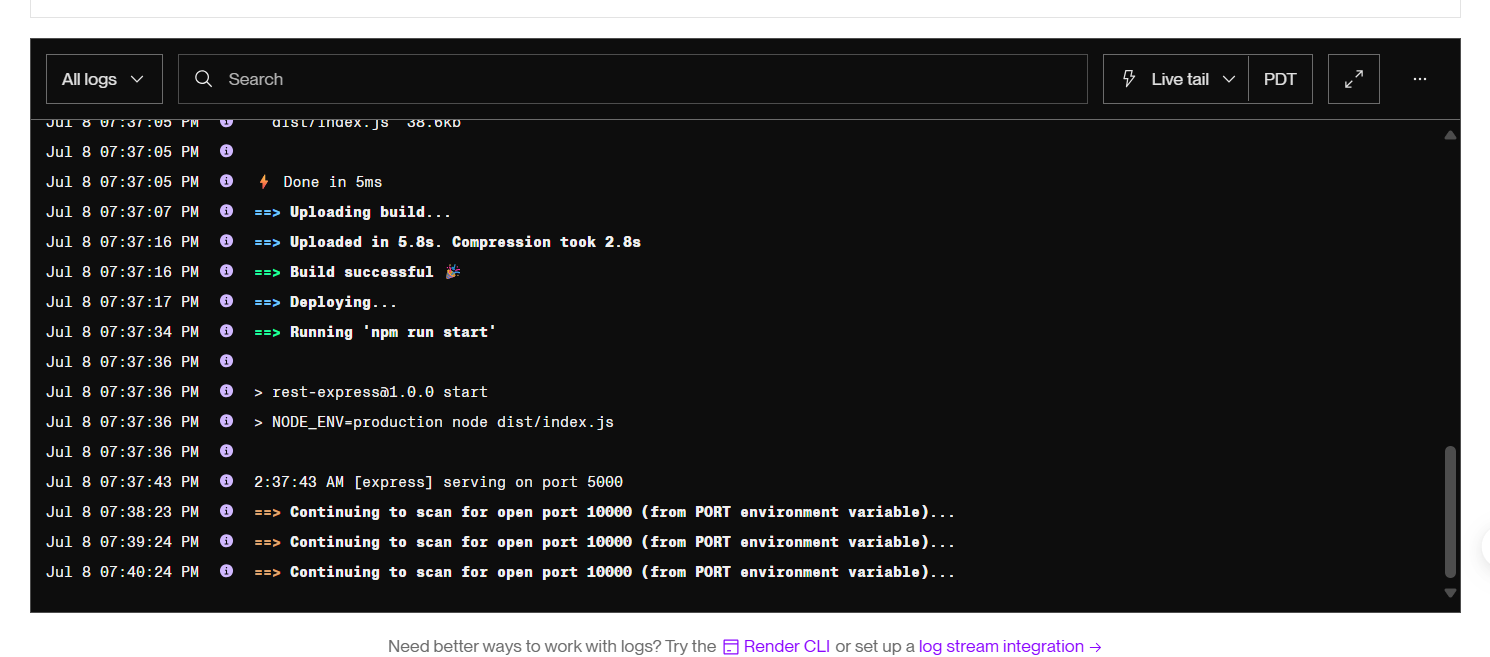 All logs Search Live tail PDT ...
Jul 8 07:37:05 PM dist/index.js 38.6kb
Jul 8 07:37:05 PM
Jul 8 07:37:05 PM ⚡ Done in 5ms
Jul 8 07:37:07 PM ==> Uploading build...
Jul 8 07:37:16 PM ==> Uploaded in 5.8s. Compression took 2.8s
Jul 8 07:37:16 PM ==> Build successful 🎉
Jul 8 07:37:17 PM ==> Deploying...
Jul 8 07:37:34 PM ==> Running 'npm run start'
Jul 8 07:37:36 PM
Jul 8 07:37:36 PM > rest-express@1.0.0 start
Jul 8 07:37:36 PM > NODE_ENV=production node dist/index.js
Jul 8 07:37:36 PM
Jul 8 07:37:43 PM 2:37:43 AM [express] serving on port 5000
Jul 8 07:38:23 PM ==> Continuing to scan for open port 10000 (from PORT environment variable)...
Jul 8 07:39:24 PM ==> Continuing to scan for open port 10000 (from PORT environment variable)...
Jul 8 07:40:24 PM ==> Continuing to scan for open port 10000 (from PORT environment variable)...
Need better ways to work with logs? Try the Render CLI or set up a log stream integration →